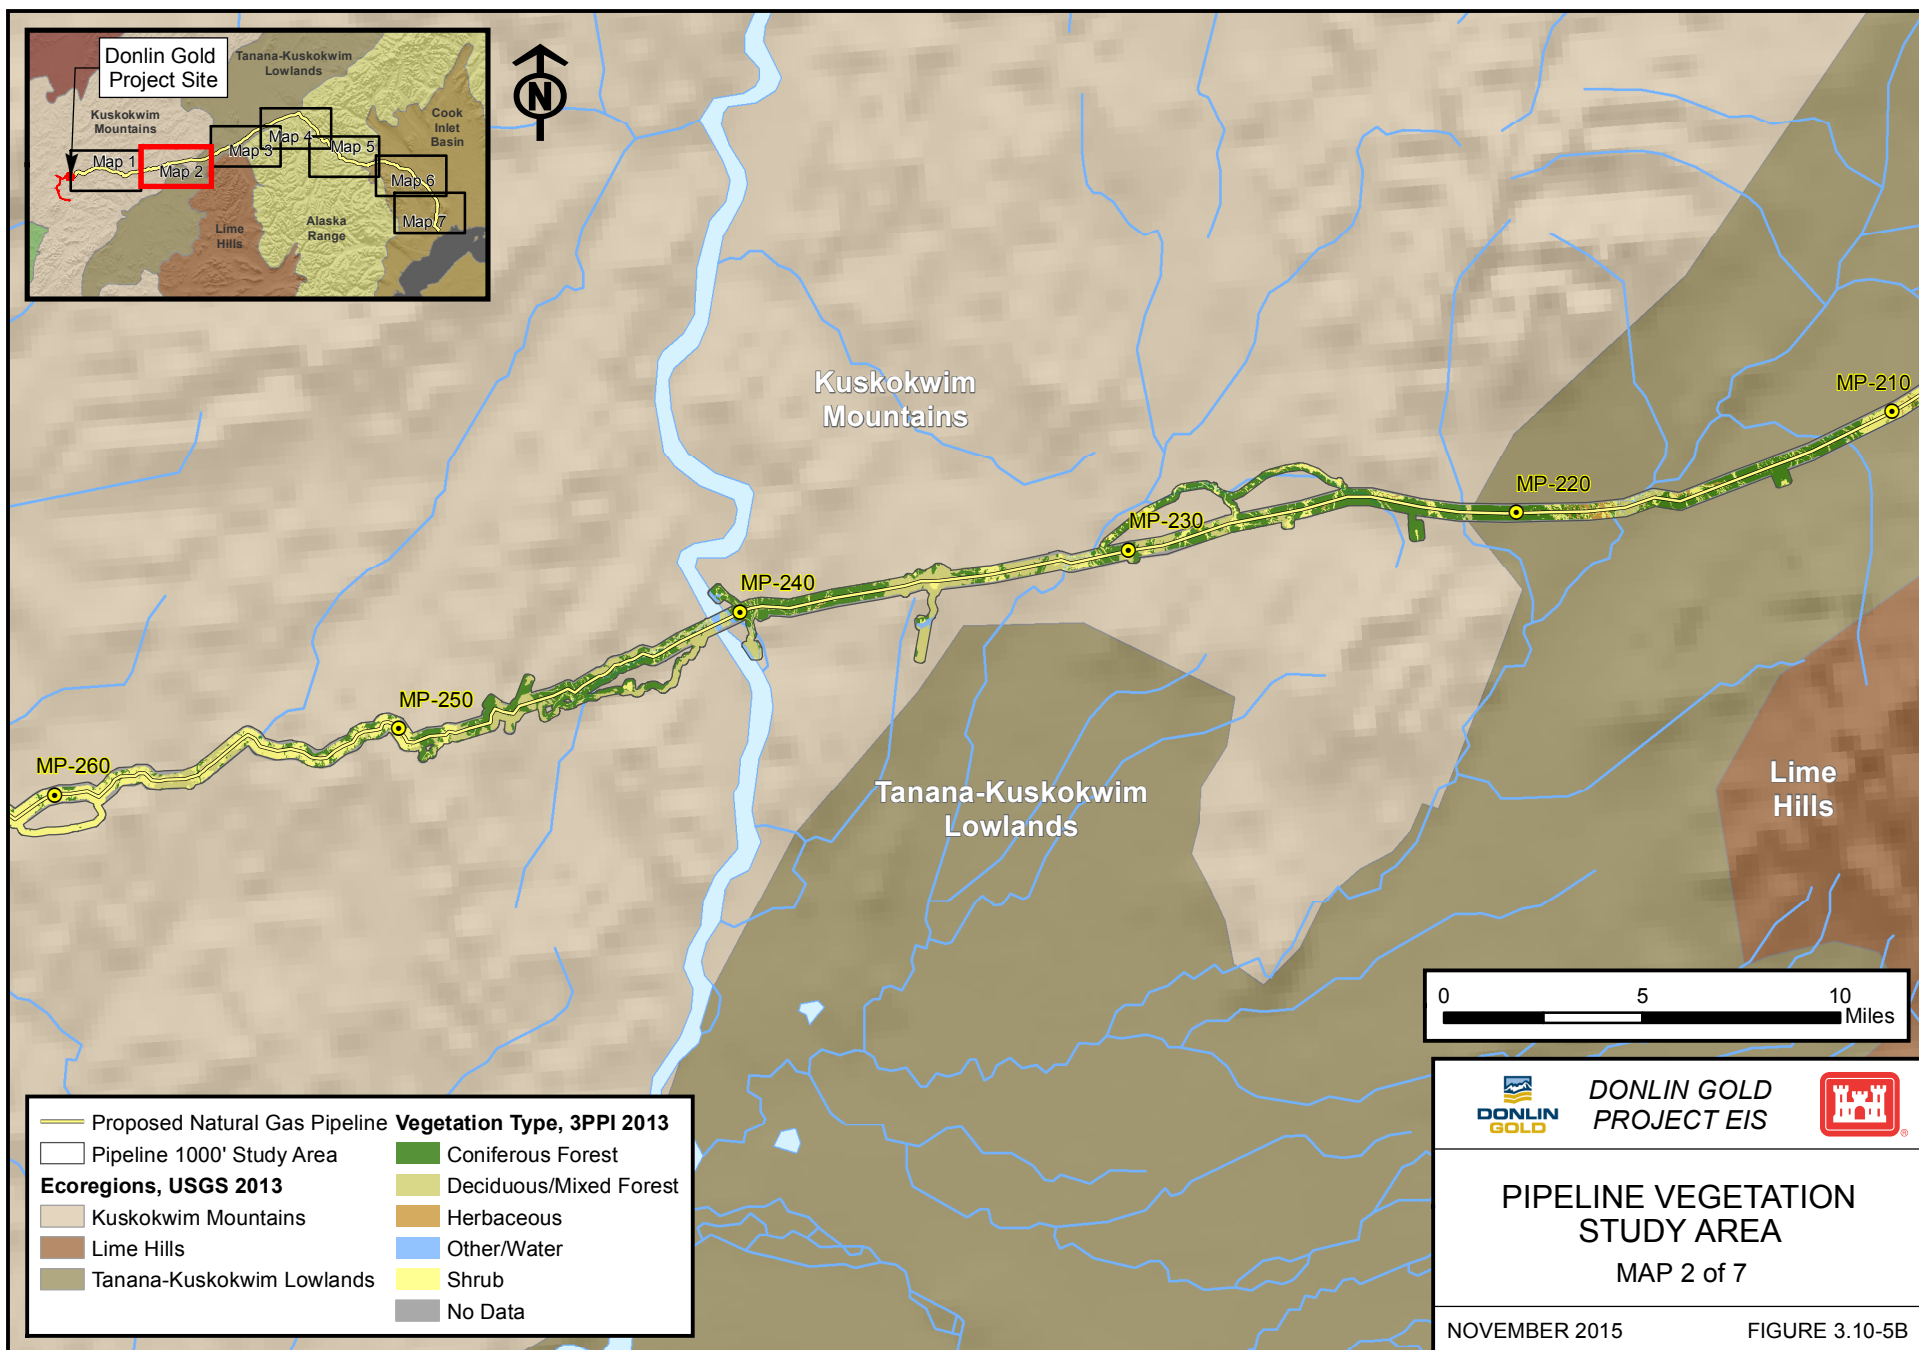 Donlin Gold
Project Site
Tanana-Kuskokwim
Lowlands
Kuskokwim
Mountains
Cook
Inlet
Basin
Map 1
Map 2
Map 3
Map 4
Map 5
Map 6
Map 7
Lime
Hills
Alaska
Range
N
Kuskokwim
Mountains
MP-210
MP-220
MP-230
MP-240
MP-250
MP-260
Tanana-Kuskokwim
Lowlands
Lime
Hills
0 5 10
Miles
Proposed Natural Gas Pipeline
Pipeline 1000' Study Area
Ecoregions, USGS 2013
Kuskokwim Mountains
Lime Hills
Tanana-Kuskokwim Lowlands
Vegetation Type, 3PPI 2013
Coniferous Forest
Deciduous/Mixed Forest
Herbaceous
Other/Water
Shrub
No Data
DONLIN
GOLD
DONLIN GOLD
PROJECT EIS
®
PIPELINE VEGETATION
STUDY AREA
MAP 2 of 7
NOVEMBER 2015 FIGURE 3.10-5B